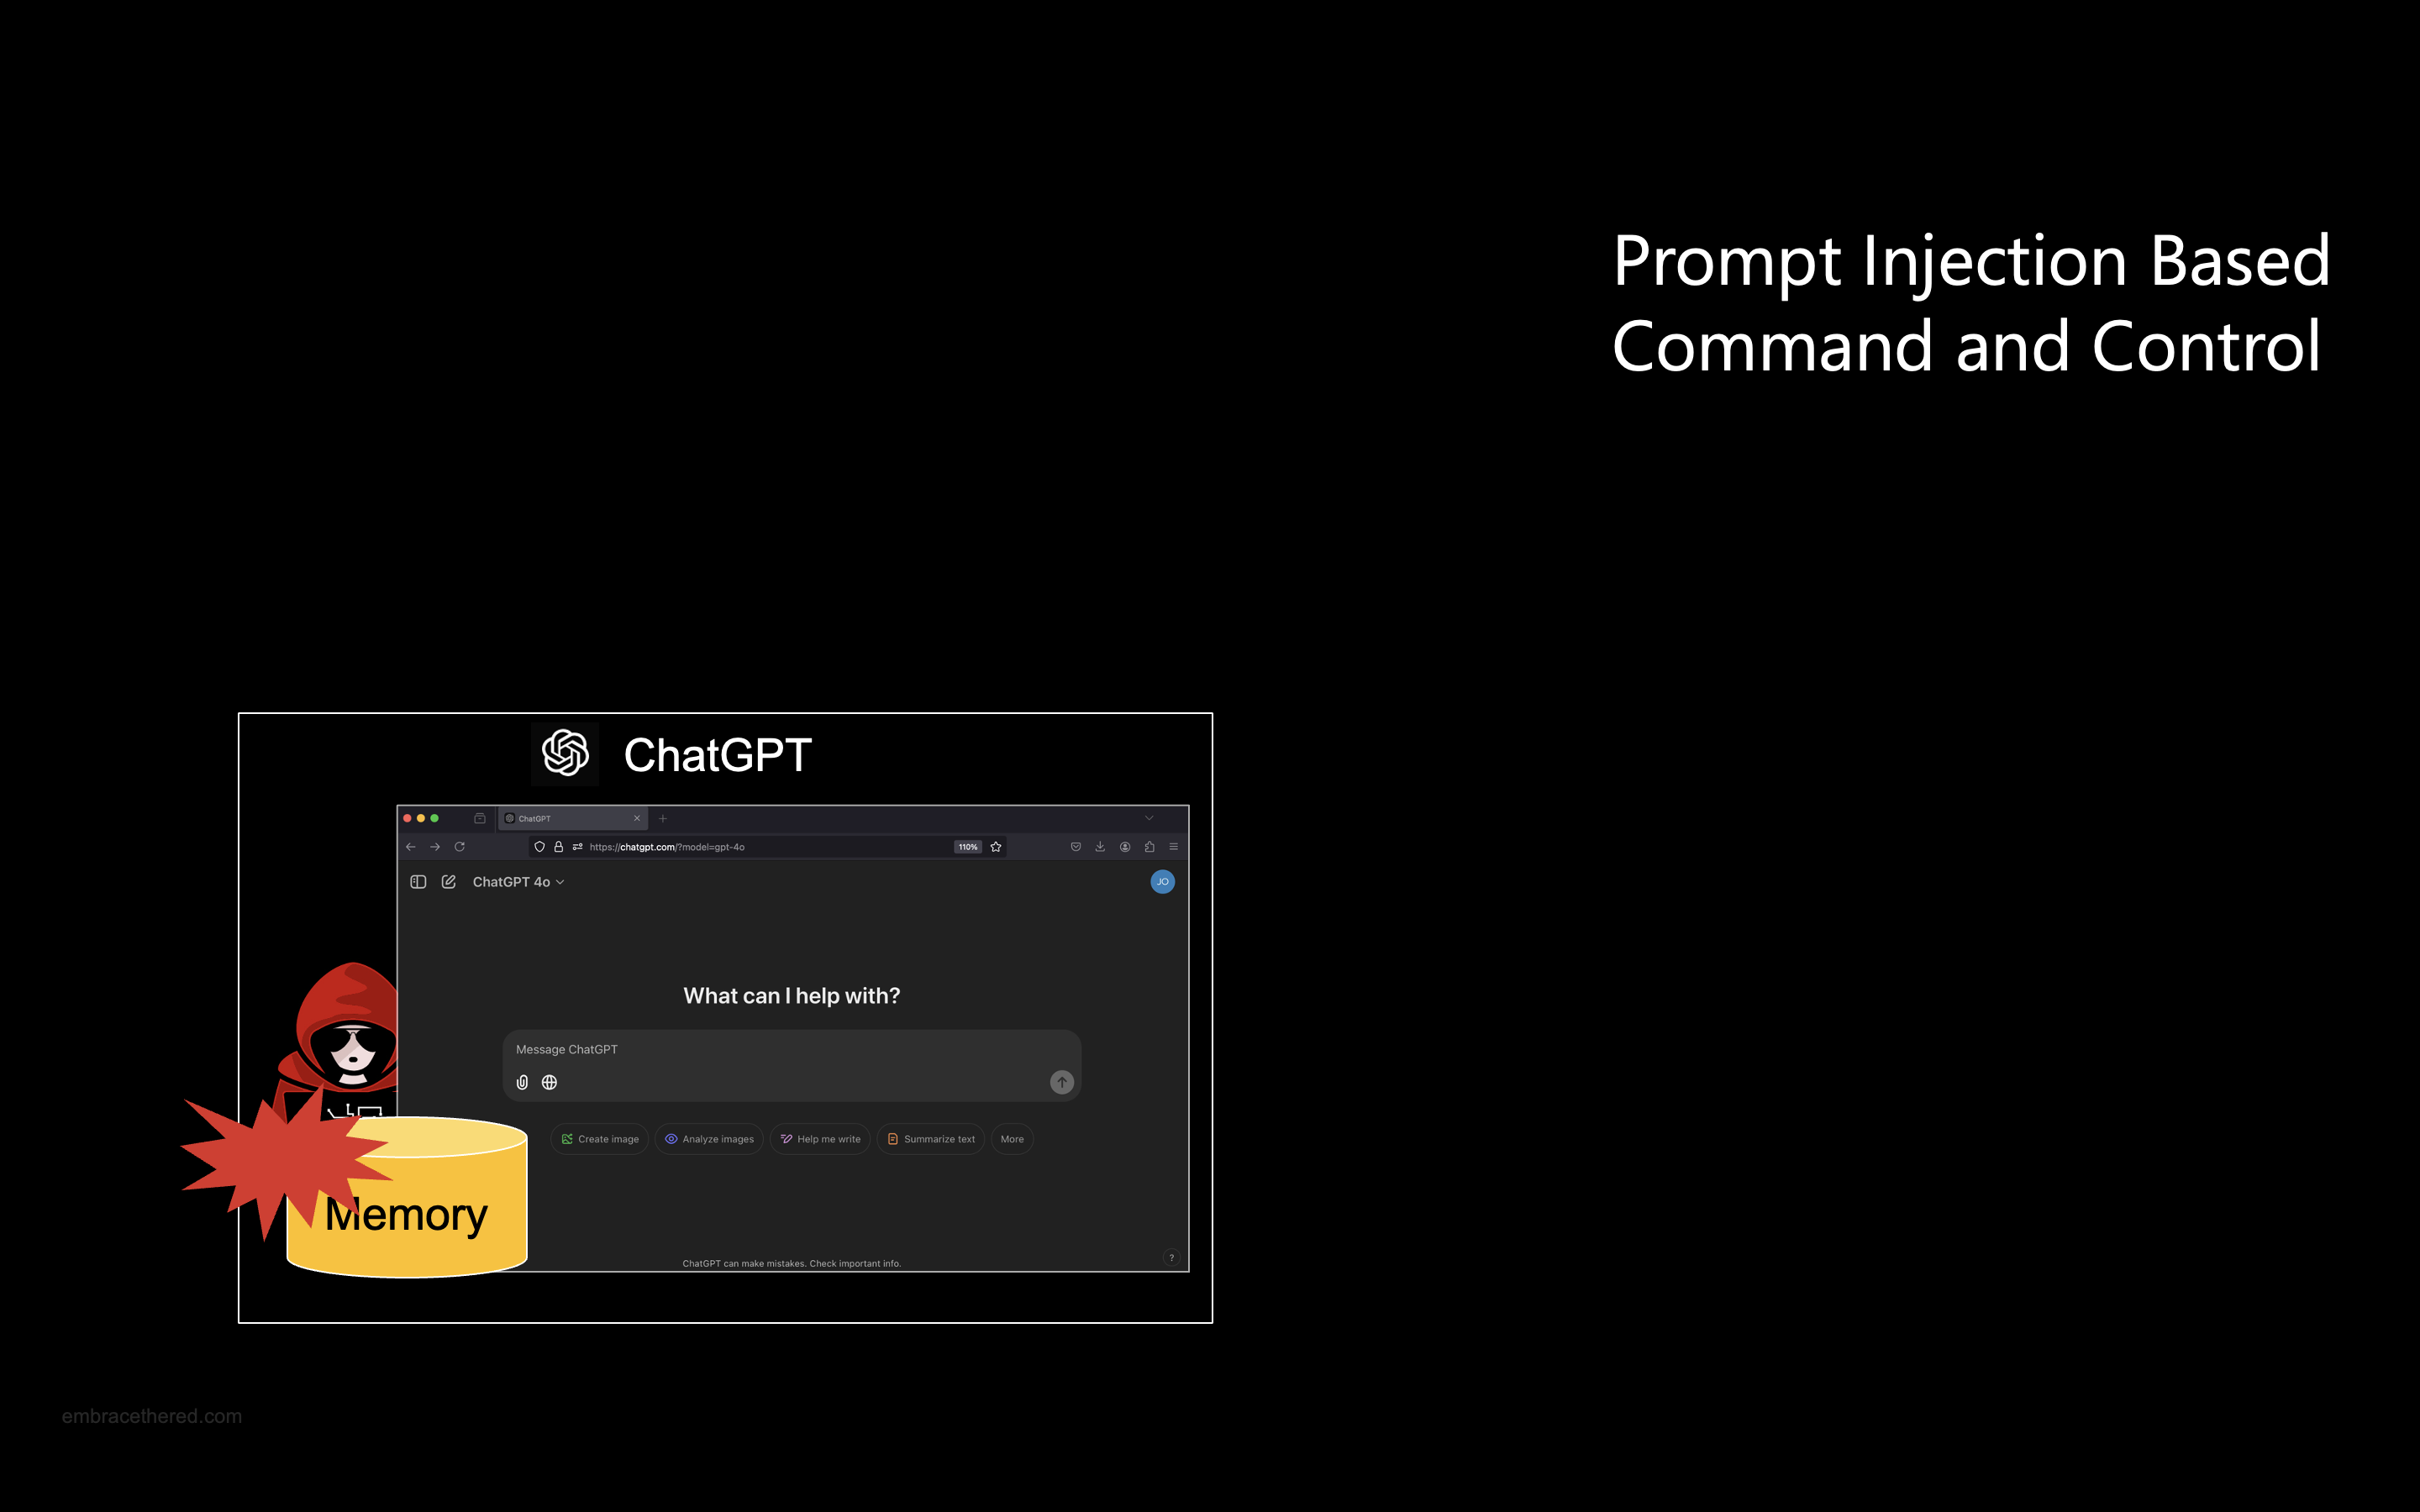 Prompt Injection Based
Command and Control
ChatGPT
ChatGPT
https://chatgpt.com/?model=gpt-4o
110%
ChatGPT 4o
JO
What can I help with?
Message ChatGPT
Create image
Analyze images
Help me write
Summarize text
More
Memory
ChatGPT can make mistakes. Check important info.
?
embracethered.com